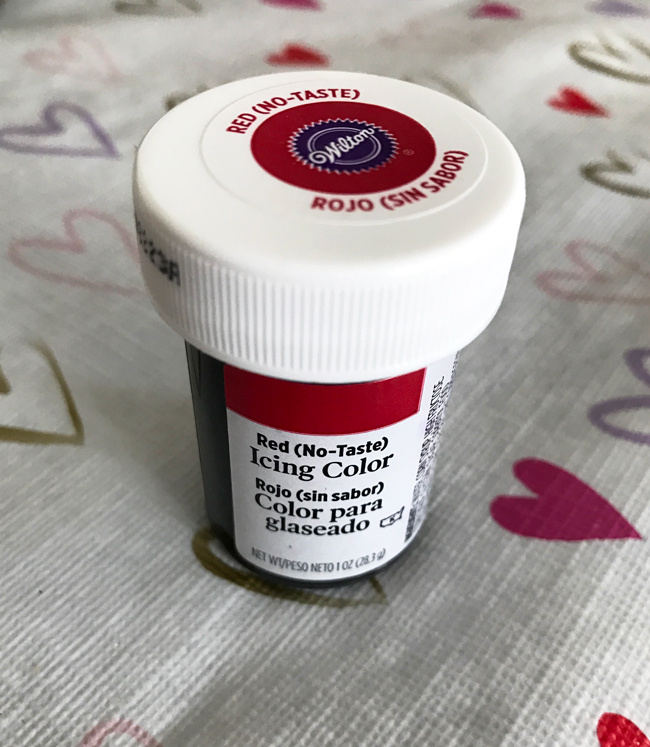 RED (NO-TASTE)
Wilton
®
ROJO (SIN SABOR)
Red (No-Taste)
Icing Color
Rojo (sin sabor)
Color para
glaseado
NET WT/PESO NETO 1 OZ (28.3 g)